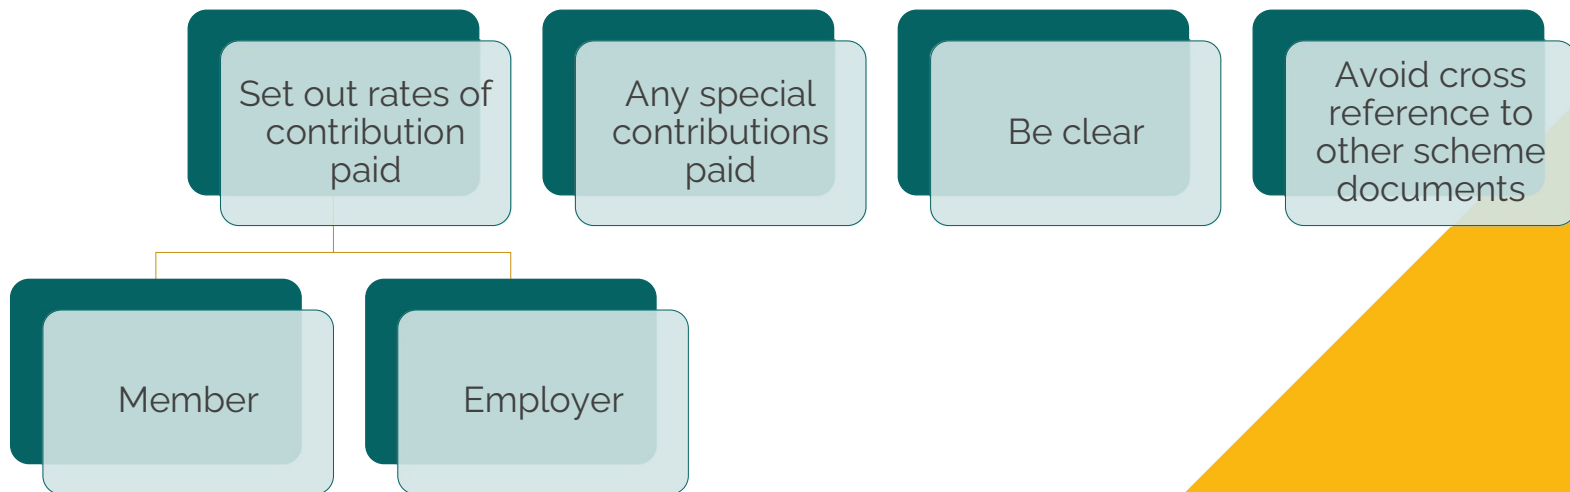 Set out rates of
contribution
paid
Any special
contributions
paid
Be clear
Avoid cross
reference to
other scheme
documents
Member
Employer